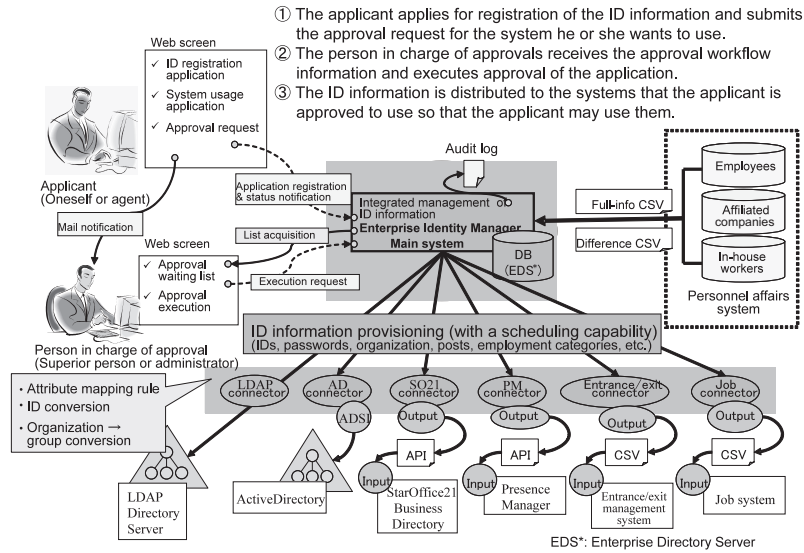 ① The applicant applies for registration of the ID information and submits
the approval request for the system he or she wants to use.
② The person in charge of approvals receives the approval workflow
information and executes approval of the application.
③ The ID information is distributed to the systems that the applicant is
approved to use so that the applicant may use them.
Web screen
✓ ID registration
application
✓ System usage
application
✓ Approval request
Applicant
(Oneself or agent)
Mail notification
Application registration
& status notification
List acquisition
Execution request
Web screen
✓ Approval
waiting list
✓ Approval
execution
Person in charge of approval
(Superior person or administrator)
Audit log
Integrated management of
ID information
Enterprise Identity Manager
Main system
DB
(EDS*)
Full-info CSV
Difference CSV
Employees
Affiliated
companies
In-house
workers
Personnel affairs
system
ID information provisioning (with a scheduling capability)
(IDs, passwords, organization, posts, employment categories, etc.)
• Attribute mapping rule
• ID conversion
• Organization →
group conversion
LDAP
connector
AD
connector
SO21
connector
PM
connector
Entrance/exit
connector
Job
connector
ADSI
Output
Output
Output
Output
API
API
CSV
CSV
Input
Input
Input
Input
LDAP
Directory
Server
ActiveDirectory
StarOffice21
Business
Directory
Presence
Manager
Entrance/exit
management
system
Job system
EDS*: Enterprise Directory Server